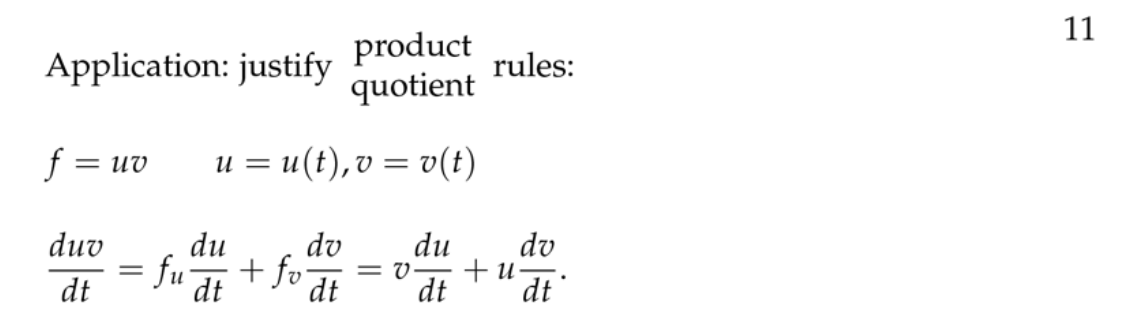 11
Application: justify product quotient rules:
f = uv u = u(t), v = v(t)
duv/dt = f_u du/dt + f_v dv/dt = v du/dt + u dv/dt.